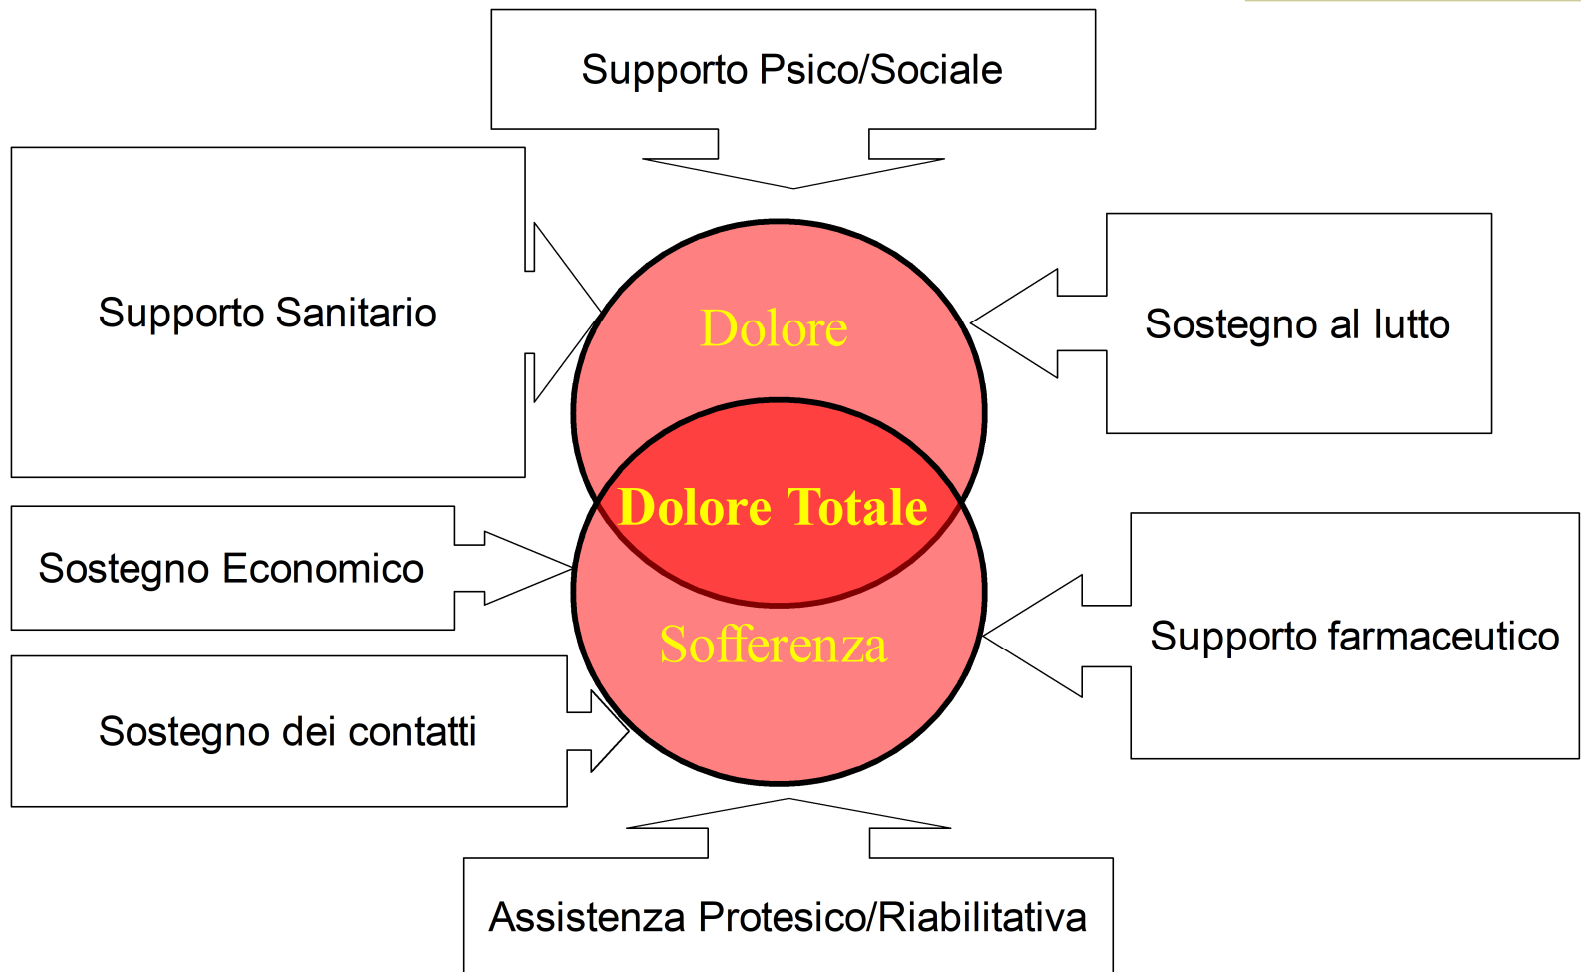 Supporto Psico/Sociale
Supporto Sanitario
Dolore
Sostegno al lutto
Dolore Totale
Sostegno Economico
Sofferenza
Supporto farmaceutico
Sostegno dei contatti
Assistenza Protesico/Riabilitativa